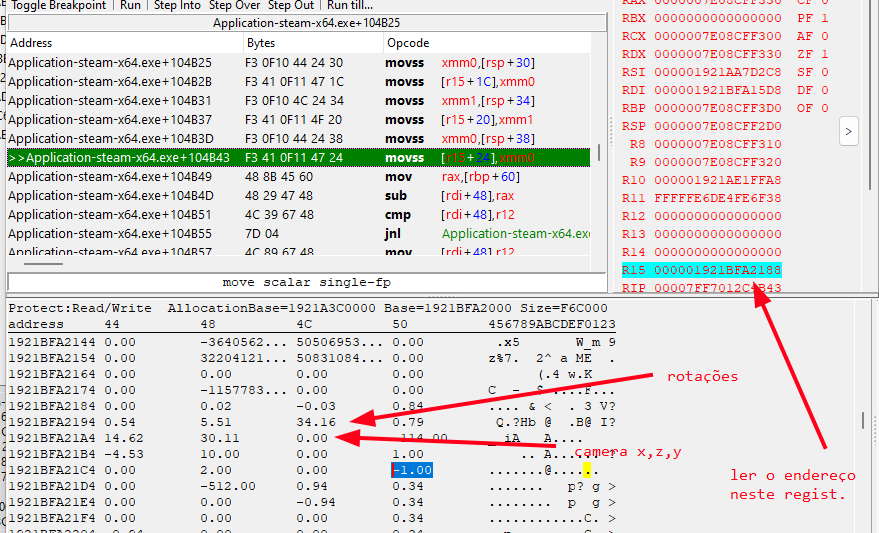 Toggle Breakpoint Run Step Into Step Over Step Out Run till...
Application-steam-x64.exe+104B25
Address Bytes Opcode
Application-steam-x64.exe+104B25 F3 0F10 44 24 30 movss xmm0,[rsp+30]
Application-steam-x64.exe+104B2B F3 41 0F11 47 1C movss [r15+1C],xmm0
Application-steam-x64.exe+104B31 F3 0F10 4C 24 34 movss xmm1,[rsp+34]
Application-steam-x64.exe+104B37 F3 41 0F11 4F 20 movss [r15+20],xmm1
Application-steam-x64.exe+104B3D F3 0F10 44 24 38 movss xmm0,[rsp+38]
>>Application-steam-x64.exe+104B43 F3 41 0F11 47 24 movss [r15+24],xmm0
Application-steam-x64.exe+104B49 48 8B 45 60 mov rax,[rbp+60]
Application-steam-x64.exe+104B4D 48 29 47 48 sub [rdi+48],rax
Application-steam-x64.exe+104B51 4C 39 67 48 cmp [rdi+48],r12
Application-steam-x64.exe+104B55 7D 04 jnl Application-steam-x64.exe
Application-steam-x64.exe+104B57 4C 89 67 48 mov [rdi+48],r12
move scalar single-fp
RAX 0000007E08CFF330 CF 0
RBX 0000000000000000 PF 1
RCX 0000007E08CFF300 AF 0
RDX 0000007E08CFF330 ZF 1
RSI 000001921AA7D2C8 SF 0
RDI 000001921BFA15D8 DF 0
RBP 0000007E08CFF3D0 OF 0
RSP 0000007E08CFF2D0
R8 0000007E08CFF310
R9 0000007E08CFF320
R10 000001921AE1FFA8
R11 FFFFFE6DE4FE6F38
R12 0000000000000000
R13 0000000000000000
R14 0000000000000000
R15 000001921BFA2188
RIP 00007FF7012C4B43
>
Protect:Read/Write AllocationBase=1921A3C0000 Base=1921BFA2000 Size=F6C000
address 44 48 4C 50 456789ABCDEF0123
1921BFA2144 0.00 -3640562... 50506953... 0.00 .x5 W_m 9
1921BFA2154 0.00 32204121... 50831084... 0.00 z%7. 2^ a ME .
1921BFA2164 0.00 0.00 0.00 0.00 (.4 w.K
1921BFA2174 0.00 -1157783... 0.00 0.00
1921BFA2184 0.00 0.02 -0.03 0.84 .... & < . 3 V?
1921BFA2194 0.54 5.51 34.16 0.79 Q.?Hb @ .B@ I?
1921BFA21A4 14.62 30.11 0.00 -114.00 _iA A....
1921BFA21B4 -4.53 10.00 0.00 1.00
1921BFA21C4 0.00 2.00 0.00 -1.00 .......@......
1921BFA21D4 0.00 -512.00 0.94 0.34 .... p? g >
1921BFA21E4 0.00 0.00 -0.94 0.34 ........ p g >
1921BFA21F4 0.00 0.00 0.00 0.34 ............C. >
rotações
camera x,z,y
ler o endereço
neste regist.